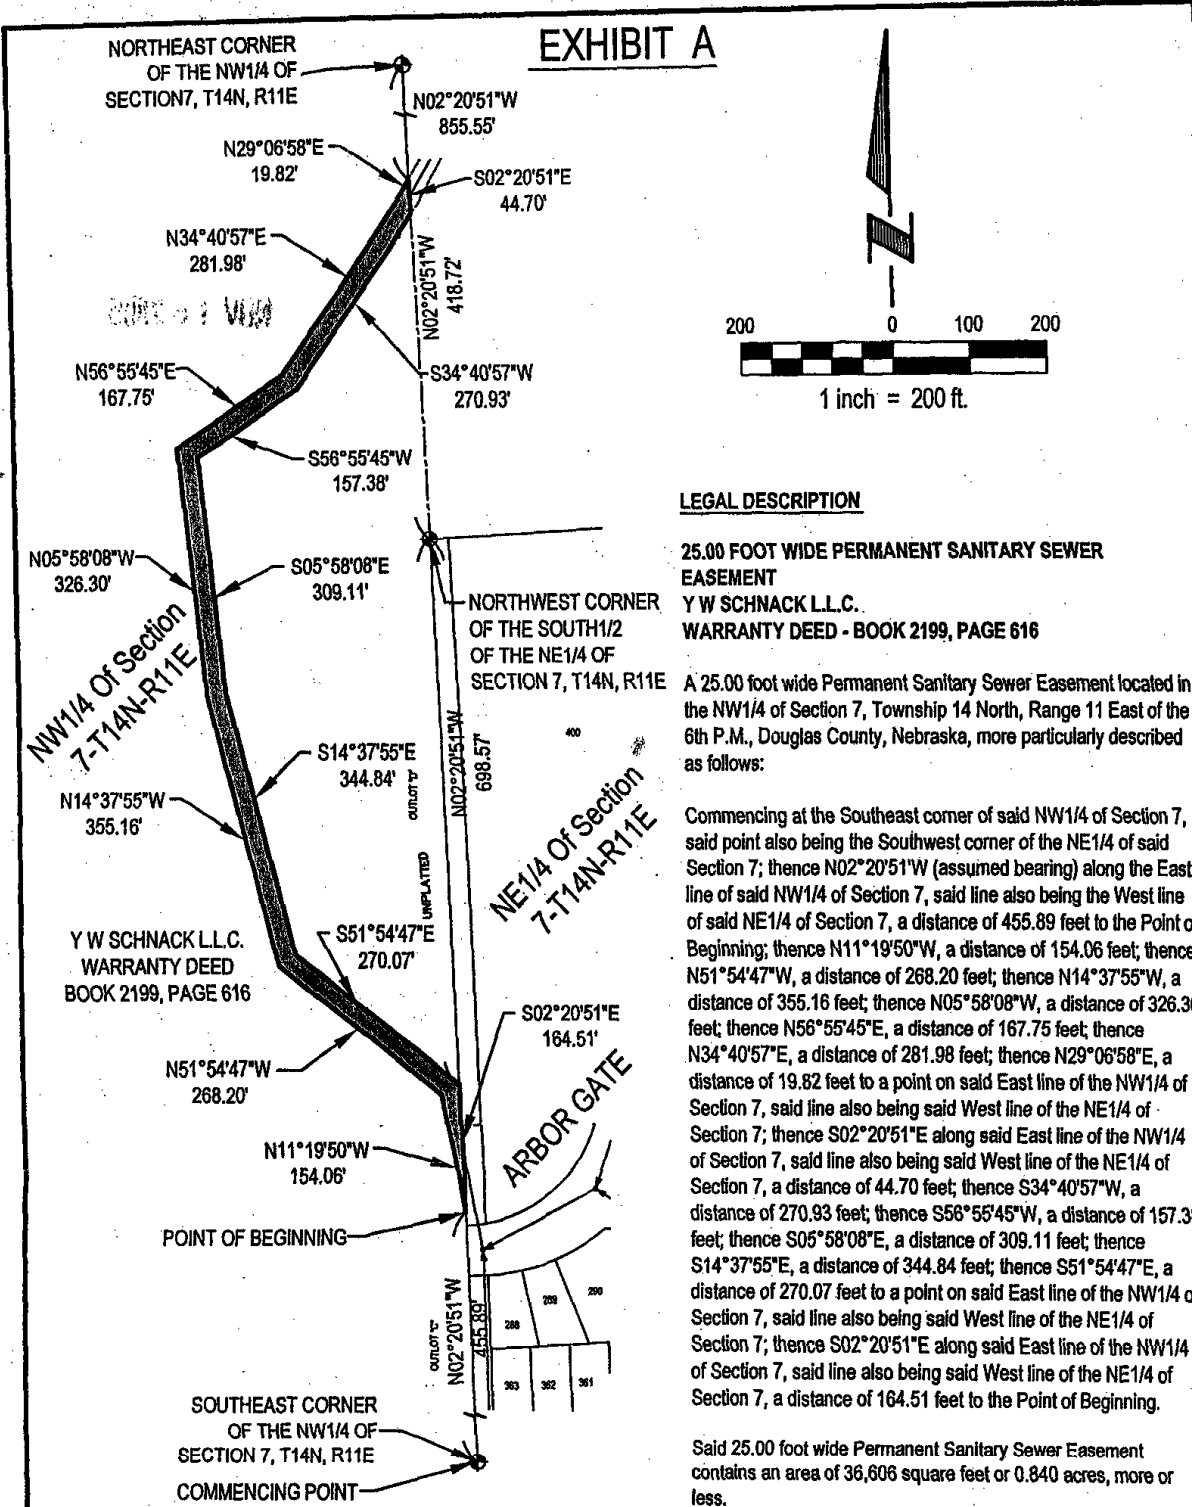 EXHIBIT A
NORTHEAST CORNER
OF THE NW1/4 OF
SECTION7, T14N, R11E
N02°20'51"W
855.55'
N29°06'58"E
19.82'
S02°20'51"E
44.70'
N34°40'57"E
281.98'
N02°20'51"W
418.72'
200 0 100 200
1 inch = 200 ft.
N56°55'45"E
167.75'
S34°40'57"W
270.93'
S56°55'45"W
157.38'
N05°58'08"W
326.30'
S05°58'08"E
309.11'
NORTHWEST CORNER
OF THE SOUTH1/2
OF THE NE1/4 OF
SECTION 7, T14N, R11E
NW1/4 Of Section
7-T14N-R11E
N02°20'51"W
698.57'
400
S14°37'55"E
344.84'
N14°37'55"W
355.16'
UNPLATTED
NE1/4 Of Section
7-T14N-R11E
Y W SCHNACK L.L.C.
WARRANTY DEED
BOOK 2199, PAGE 616
S51°54'47"E
270.07'
S02°20'51"E
164.51'
N51°54'47"W
268.20'
ARBOR GATE
N11°19'50"W
154.06'
POINT OF BEGINNING
N02°20'51"W
455.89'
288 289 290
363 362 361
SOUTHEAST CORNER
OF THE NW1/4 OF
SECTION 7, T14N, R11E
COMMENCING POINT
LEGAL DESCRIPTION
25.00 FOOT WIDE PERMANENT SANITARY SEWER
EASEMENT
Y W SCHNACK L.L.C.
WARRANTY DEED - BOOK 2199, PAGE 616
A 25.00 foot wide Permanent Sanitary Sewer Easement located in
the NW1/4 of Section 7, Township 14 North, Range 11 East of the
6th P.M., Douglas County, Nebraska, more particularly described
as follows:
Commencing at the Southeast corner of said NW1/4 of Section 7,
said point also being the Southwest corner of the NE1/4 of said
Section 7; thence N02°20'51'W (assumed bearing) along the East
line of said NW1/4 of Section 7, said line also being the West line
of said NE1/4 of Section 7, a distance of 455.89 feet to the Point o
Beginning; thence N11°19'50"W, a distance of 154.06 feet; thence
N51°54'47"W, a distance of 268.20 feet; thence N14°37'55"W, a
distance of 355.16 feet; thence N05°58'08"W, a distance of 326.3
feet; thence N56°55'45"E, a distance of 167.75 feet; thence
N34°40'57"E, a distance of 281.98 feet; thence N29°06'58"E, a
distance of 19.82 feet to a point on said East line of the NW1/4 of
Section 7, said line also being said West line of the NE1/4 of
Section 7; thence S02°20'51"E along said East line of the NW1/4
of Section 7, said line also being said West line of the NE1/4 of
Section 7, a distance of 44.70 feet; thence S34°40'57"W, a
distance of 270.93 feet; thence S56°55'45"W, a distance of 157.3
feet; thence S05°58'08"E, a distance of 309.11 feet; thence
S14°37'55"E, a distance of 344.84 feet; thence S51°54'47"E, a
distance of 270.07 feet to a point on said East line of the NW1/4 o
Section 7, said line also being said West line of the NE1/4 of
Section 7; thence S02°20'51"E along said East line of the NW1/4
of Section 7, said line also being said West line of the NE1/4 of
Section 7, a distance of 164.51 feet to the Point of Beginning.
Said 25.00 foot wide Permanent Sanitary Sewer Easement
contains an area of 36,606 square feet or 0.840 acres, more or
less.